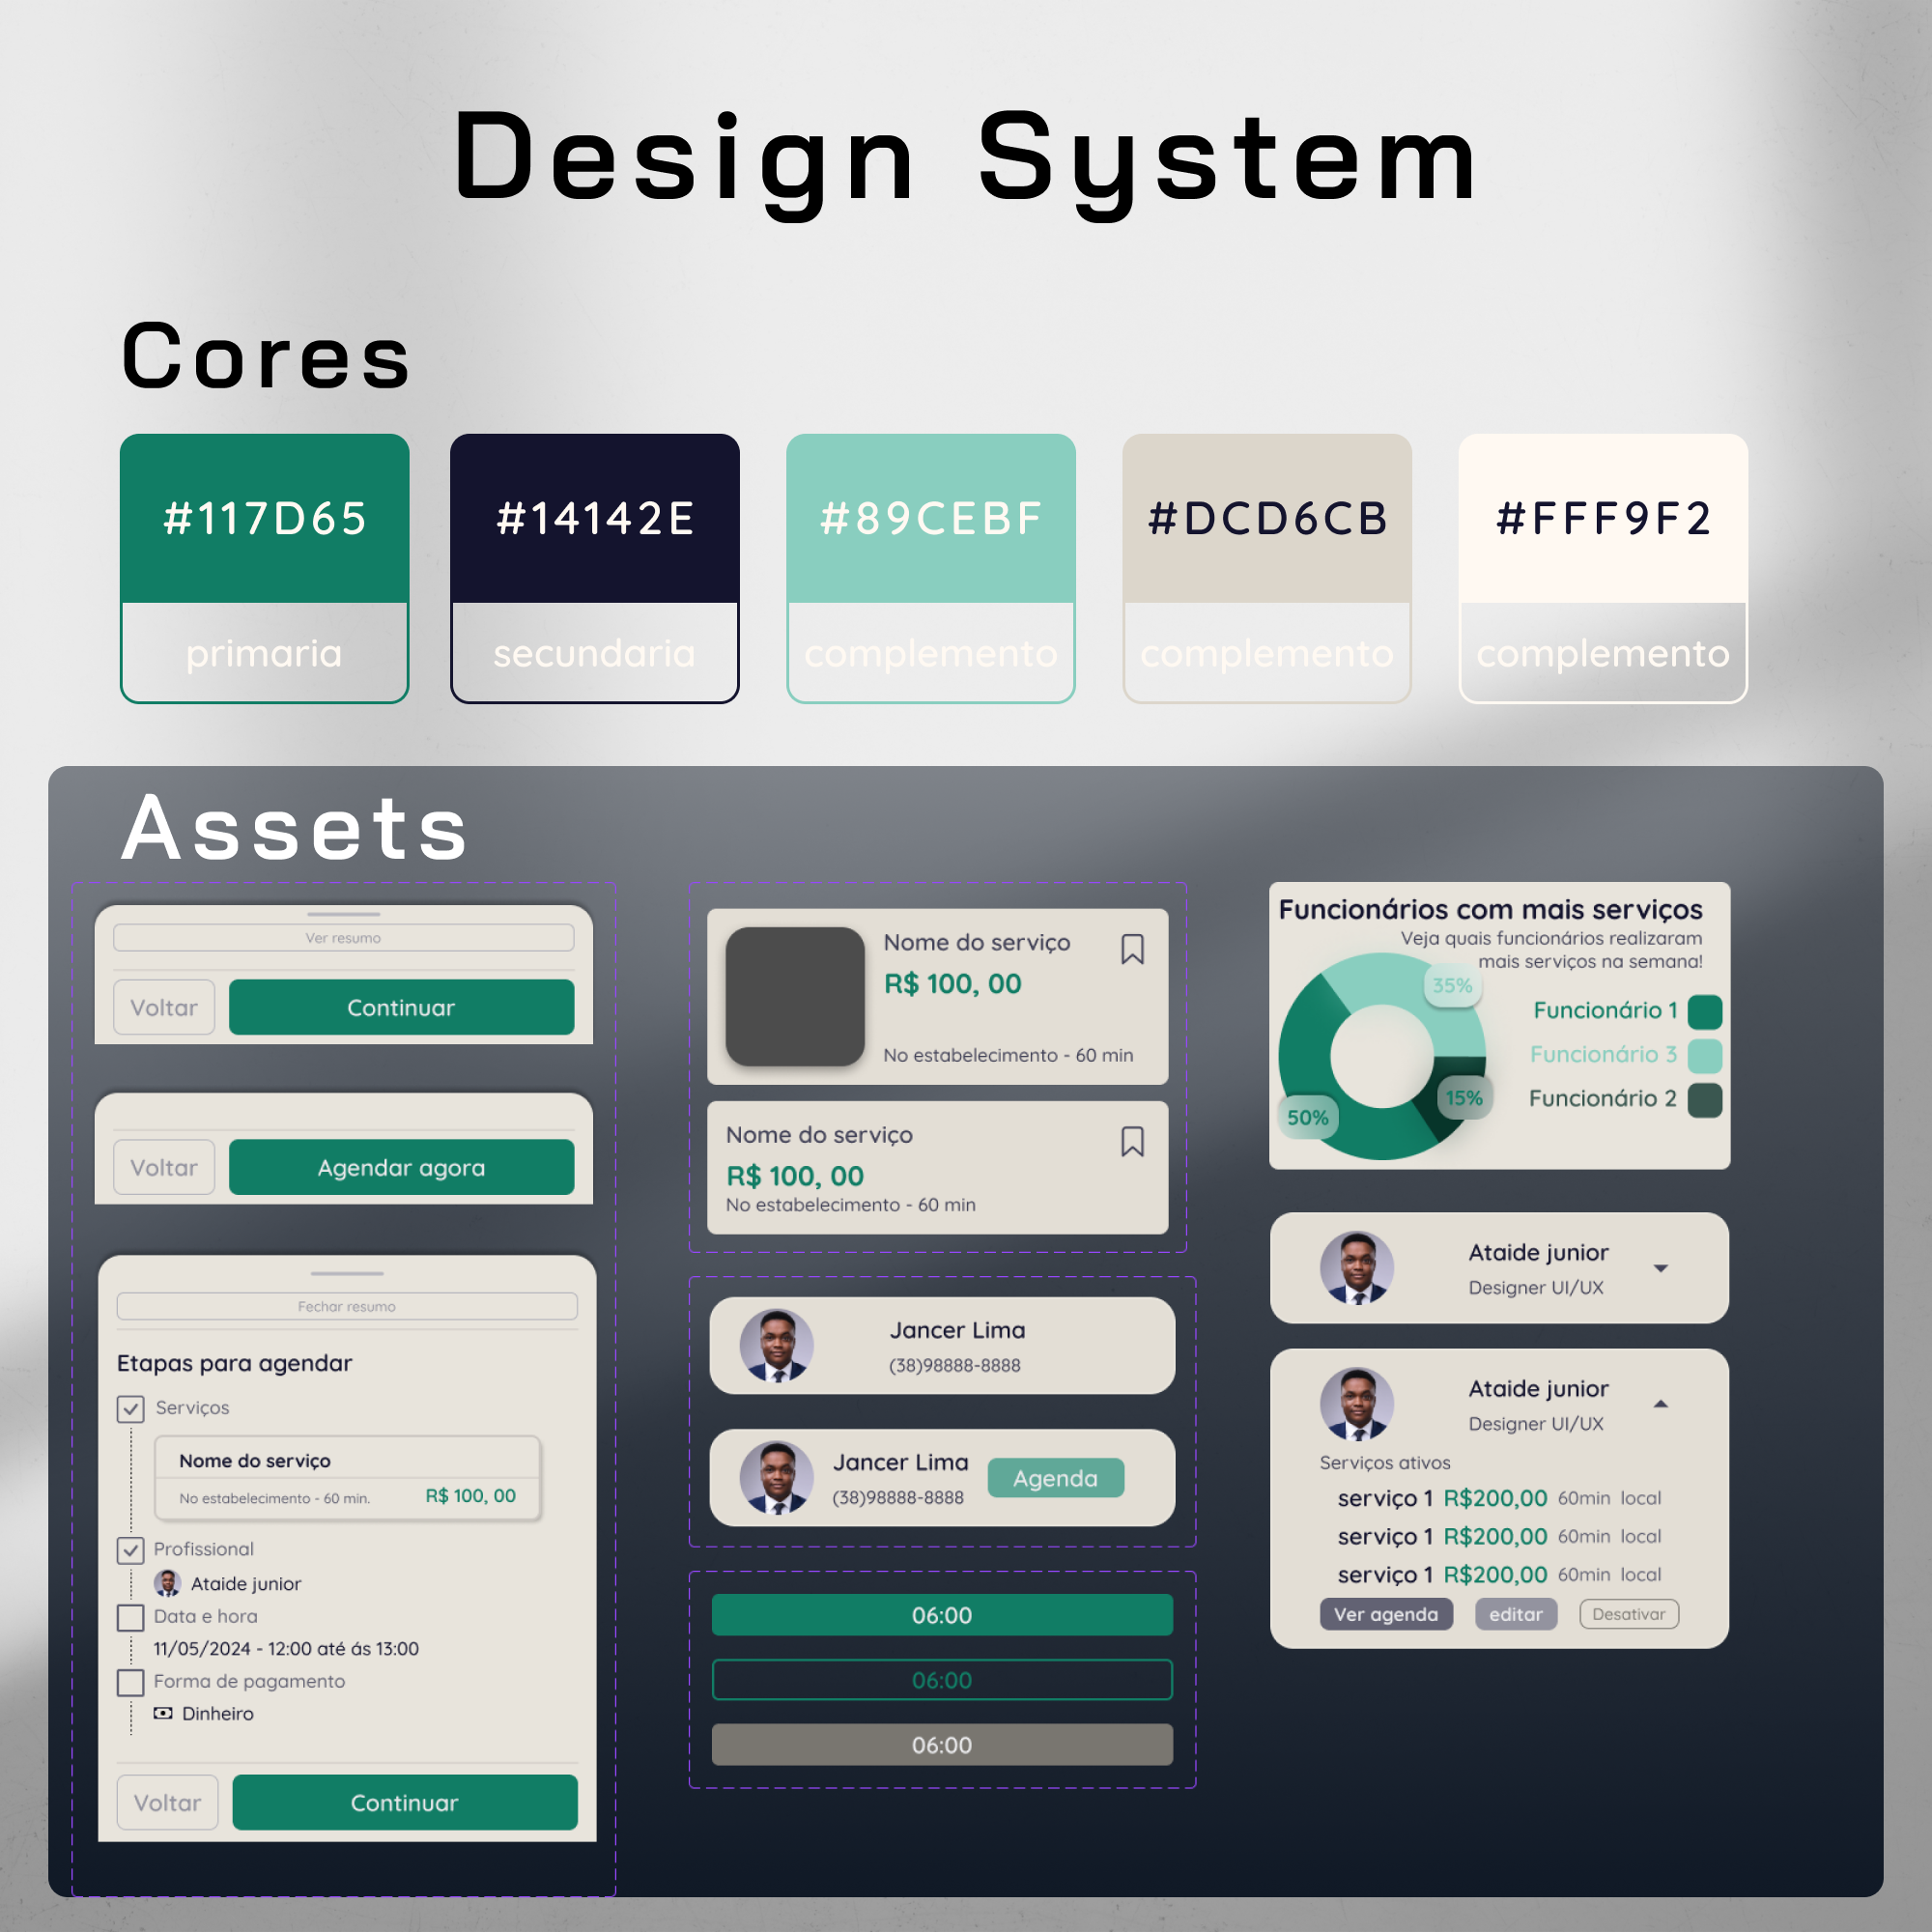 Design System
Cores
#117D65
primaria
#14142E
secundaria
#89CEBF
complemento
#DCD6CB
complemento
#FFF9F2
complemento
Assets
Ver resumo
Voltar
Continuar
Voltar
Agendar agora
Fechar resumo
Etapas para agendar
Serviços
Nome do serviço
No estabelecimento - 60 min.
R$ 100, 00
Profissional
Ataide junior
Data e hora
11/05/2024 - 12:00 até ás 13:00
Forma de pagamento
Dinheiro
Voltar
Continuar
Nome do serviço
R$ 100, 00
No estabelecimento - 60 min
Nome do serviço
R$ 100, 00
No estabelecimento - 60 min
Jancer Lima
(38)98888-8888
Jancer Lima
(38)98888-8888
Agenda
06:00
06:00
06:00
Funcionários com mais serviços
Veja quais funcionários realizaram
mais serviços na semana!
35%
15%
50%
Funcionário 1
Funcionário 3
Funcionário 2
Ataide junior
Designer UI/UX
Ataide junior
Designer UI/UX
Serviços ativos
serviço 1 R$200,00 60min local
serviço 1 R$200,00 60min local
serviço 1 R$200,00 60min local
Ver agenda
editar
Desativar